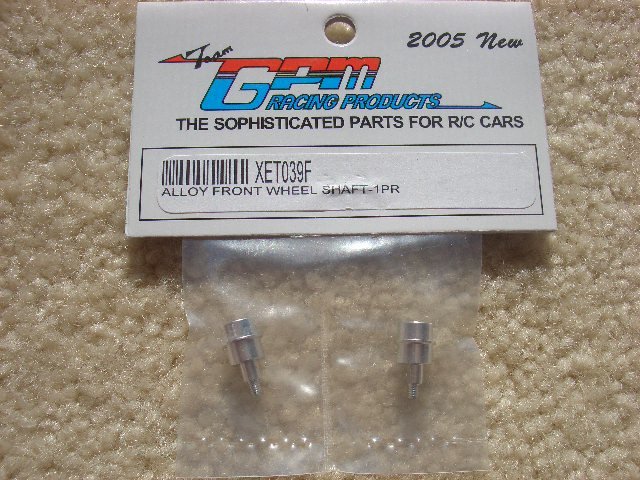 2005 New
Team
GPM
RACING PRODUCTS
THE SOPHISTICATED PARTS FOR R/C CARS
XET039F
ALLOY FRONT WHEEL SHAFT-1PR